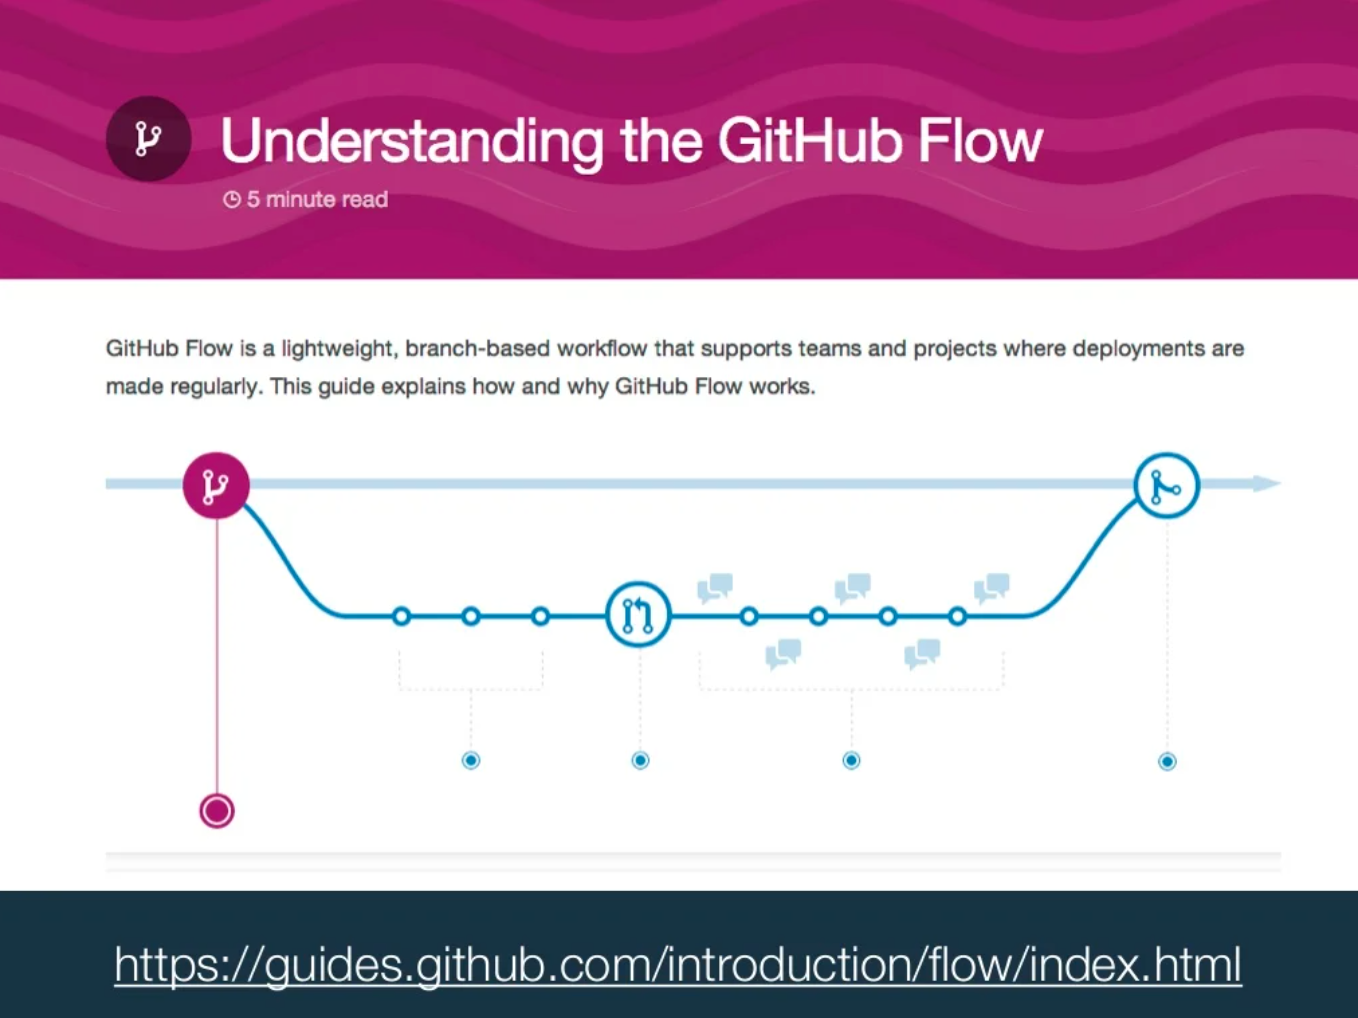 Understanding the GitHub Flow
5 minute read
GitHub Flow is a lightweight, branch-based workflow that supports teams and projects where deployments are
made regularly. This guide explains how and why GitHub Flow works.
https://guides.github.com/introduction/flow/index.html